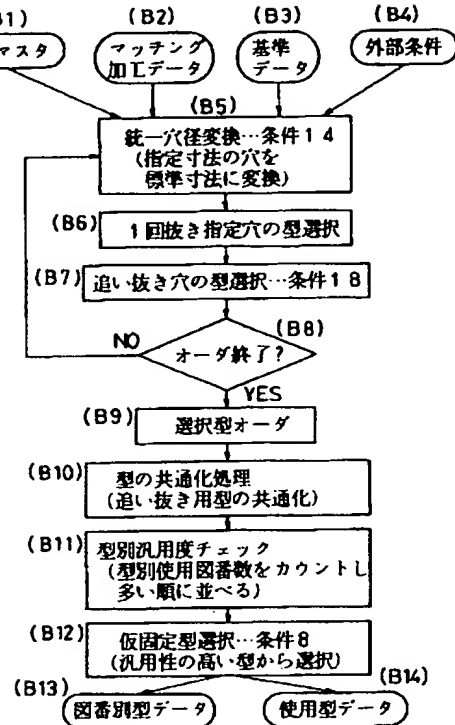 B1)
(B2)
(B3)
(B4)
マスタ
マッチング
加工データ
基準
データ
外部条件
(B5)
統一穴径変換…条件14
(指定寸法の穴を
標準寸法に変換)
(B6)
1回抜き指定穴の型選択
(B7)
追い抜き穴の型選択…条件18
(B8)
NO
オーダ終了?
YES
(B9)
選択型オーダ
(B10)
型の共通化処理
(追い抜き用型の共通化)
(B11)
型別汎用度チェック
(型別使用図番数をカウントし
多い順に並べる)
(B12)
仮固定型選択…条件8
(汎用性の高い型から選択)
(B13)
(B14)
図番別型データ
使用型データ